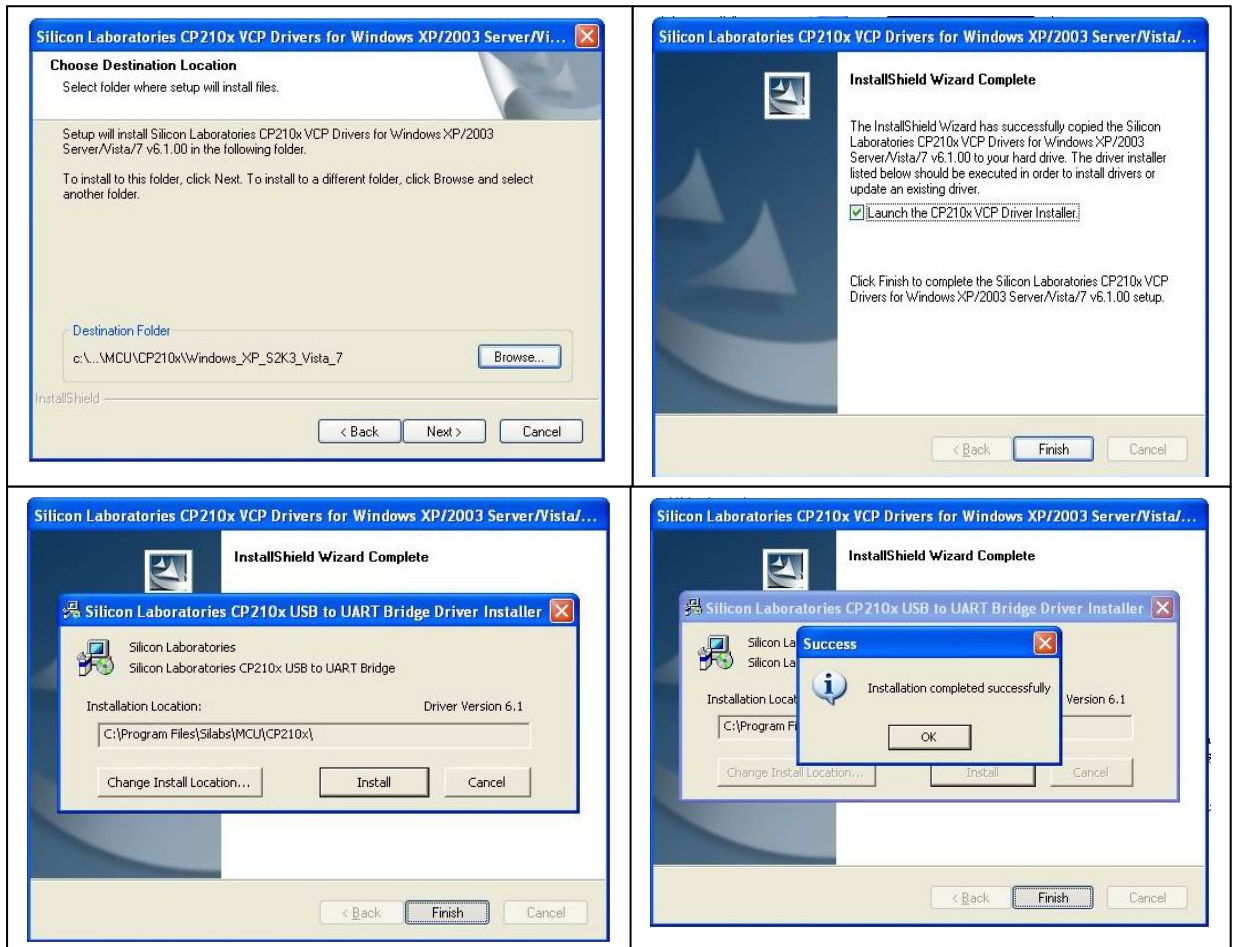 Silicon Laboratories CP210x VCP Drivers for Windows XP/2003 Server/Vi...
Choose Destination Location
Select folder where setup will install files.
Setup will install Silicon Laboratories CP210x VCP Drivers for Windows XP/2003
Server/Vista/7 v6.1.00 in the following folder.
To install to this folder, click Next. To install to a different folder, click Browse and select
another folder.
Destination Folder
c:\...\MCU\CP210x\Windows_XP_S2K3_Vista_7
Browse...
InstallShield
< Back
Next >
Cancel
Silicon Laboratories CP210x VCP Drivers for Windows XP/2003 Server/Vista/...
InstallShield Wizard Complete
The InstallShield Wizard has successfully copied the Silicon
Laboratories CP210x VCP Drivers for Windows XP/2003
Server/Vista/7 v6.1.00 to your hard drive. The driver installer
listed below should be executed in order to install drivers or
update an existing driver.
Launch the CP210x VCP Driver Installer.
Click Finish to complete the Silicon Laboratories CP210x VCP
Drivers for Windows XP/2003 Server/Vista/7 v6.1.00 setup.
< Back
Finish
Cancel
Silicon Laboratories CP210x VCP Drivers for Windows XP/2003 Server/Vista/...
InstallShield Wizard Complete
Silicon Laboratories CP210x USB to UART Bridge Driver Installer
Silicon Laboratories
Silicon Laboratories CP210x USB to UART Bridge
Installation Location:
Driver Version 6.1
C:\Program Files\Silabs\MCU\CP210x\
Change Install Location...
Install
Cancel
< Back
Finish
Cancel
Silicon Laboratories CP210x VCP Drivers for Windows XP/2003 Server/Vista/...
InstallShield Wizard Complete
Silicon Laboratories CP210x USB to UART Bridge Driver Installer
Silicon La
Silicon La
Success
Installation completed successfully
OK
Installation Locat
Version 6.1
C:\Program Fi
Change Install Location...
Install
Cancel
< Back
Finish
Cancel